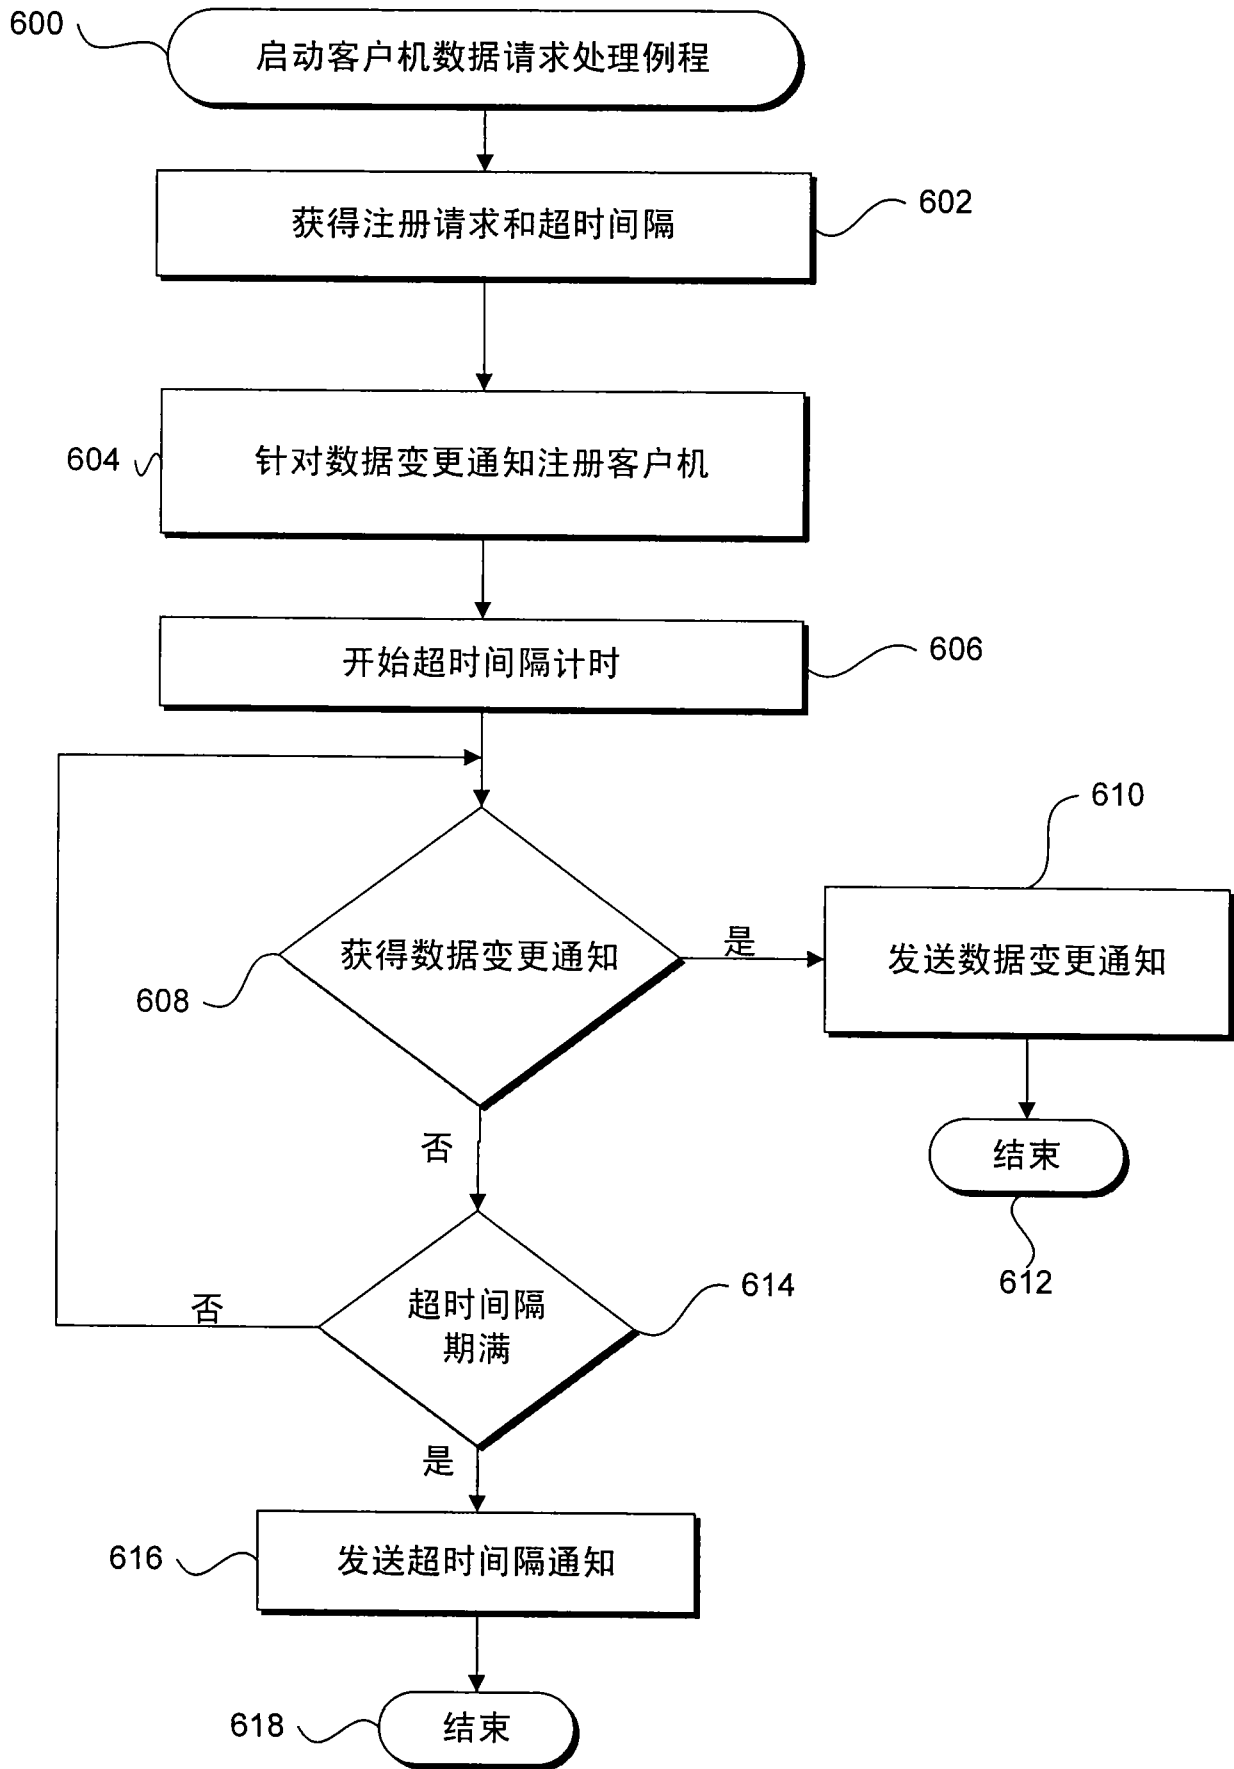 600
启动客户机数据请求处理例程
获得注册请求和超时间隔
602
604
针对数据变更通知注册客户机
开始超时间隔计时
606
610
获得数据变更通知
是
发送数据变更通知
608
否
结束
612
614
超时间隔
期满
否
是
616
发送超时间隔通知
618
结束